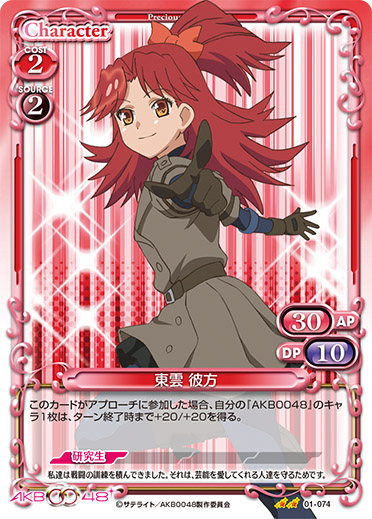 Precious
Character
COST
2
SOURCE
2
30 AP
DP 10
東雲 彼方
このカードがアプローチに参加した場合、自分の「AKB0048」のキャ
ラ1枚は、ターン終了時まで+20/+20を得る。
研究生
私達は戦闘の訓練を積んできました。それは、芸能を愛してくれる人達を守るためです。
AKB0048
©サテライト/AKB0048製作委員会
01-074